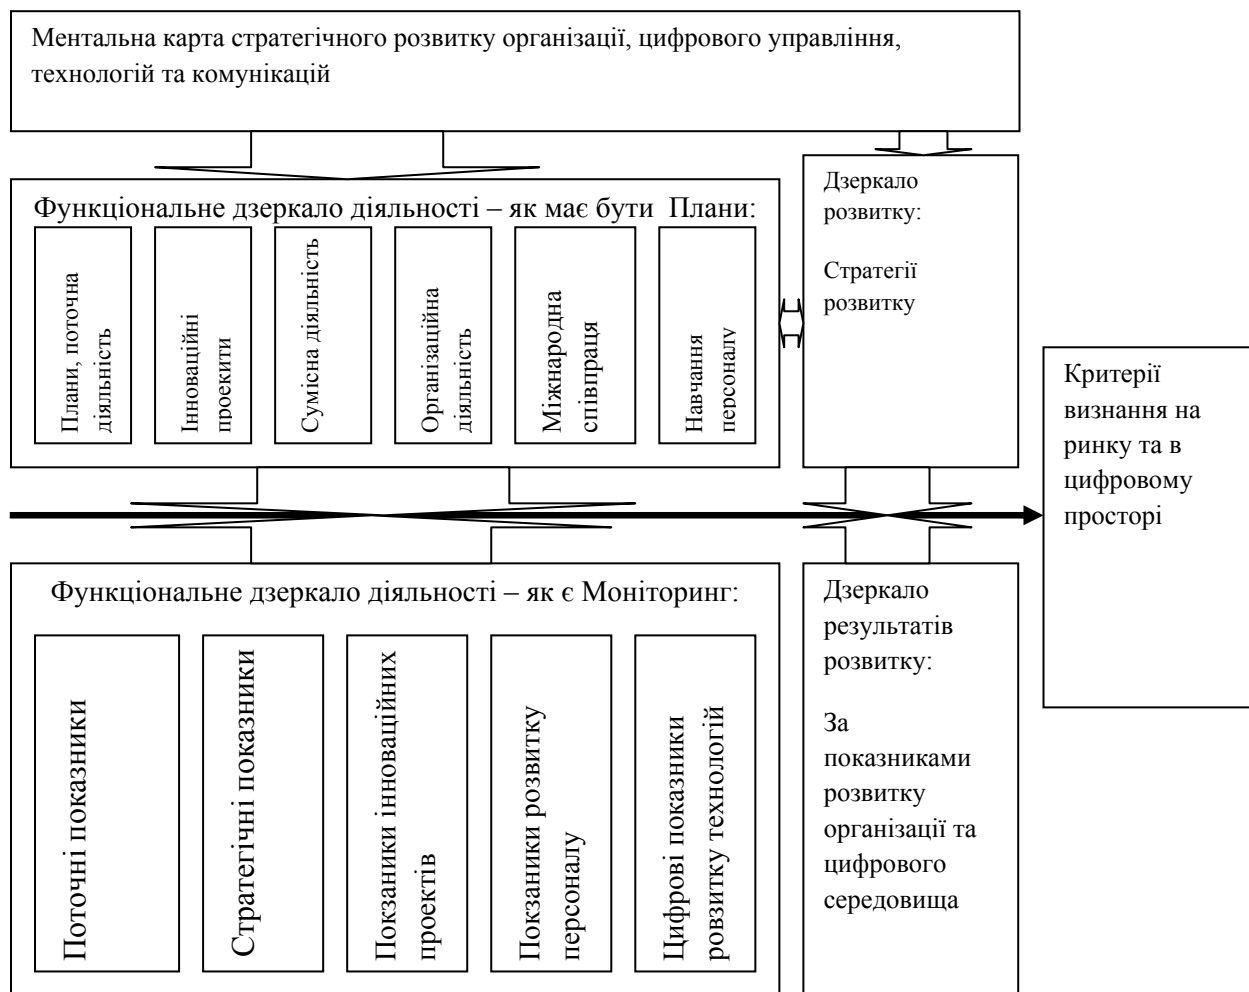 Ментальна карта стратегічного розвитку організації, цифрового управління,
технологій та комунікацій
Функціональне дзеркало діяльності – як має бути  Плани:
Плани, поточна
діяльність
Інноваційні
проекити
Сумісна діяльність
Організаційна
діяльність
Міжнародна
співпраця
Навчання
персоналу
Дзеркало
розвитку:
Стратегії
розвитку
Критерії
визнання на
ринку та в
цифровому
просторі
Функціональне дзеркало діяльності – як є Моніторинг:
Поточні показники
Стратегічні показники
Покзаники інноваційних
проектів
Покзаники розвитку
персоналу
Цифрові показники
ровзитку технологій
Дзеркало
результатів
розвитку:
За
показниками
розвитку
організації та
цифрового
середовища